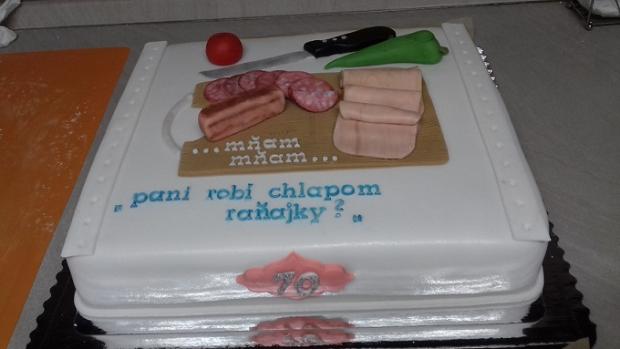 ...mňam
mňam...
„pani robí chlapom
raňajky?„
70